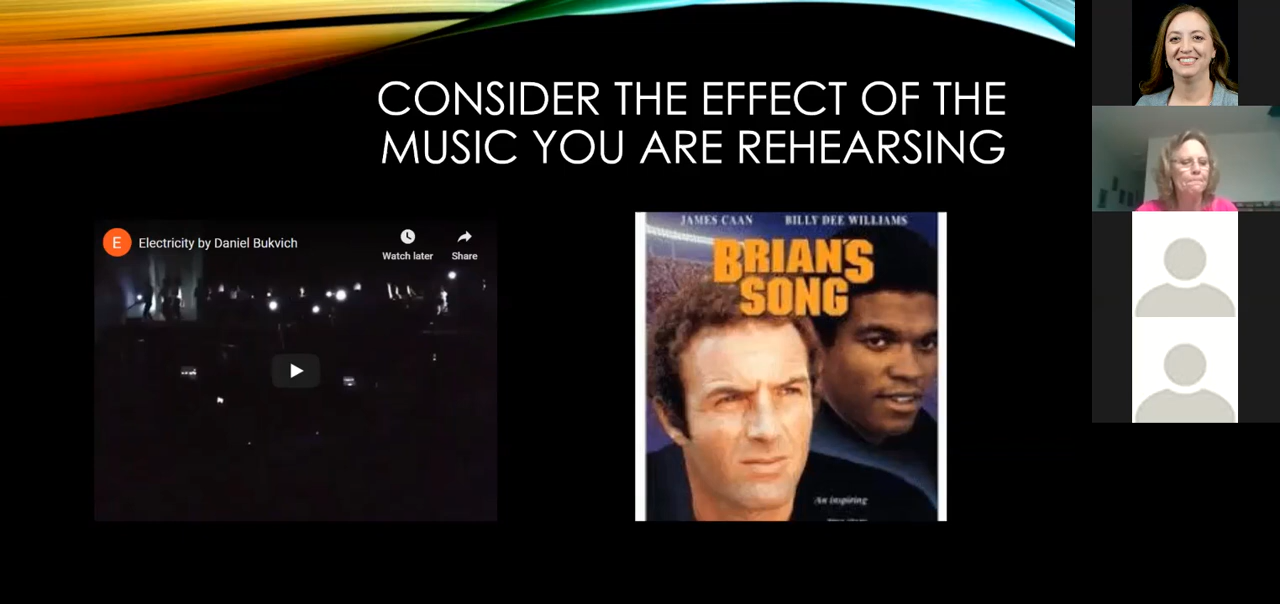 CONSIDER THE EFFECT OF THE
MUSIC YOU ARE REHEARSING
E
Electricity by Daniel Bukvich
Watch later
Share
JAMES CAAN BILLY DEE WILLIAMS
BRIAN'S
SONG
An inspiring